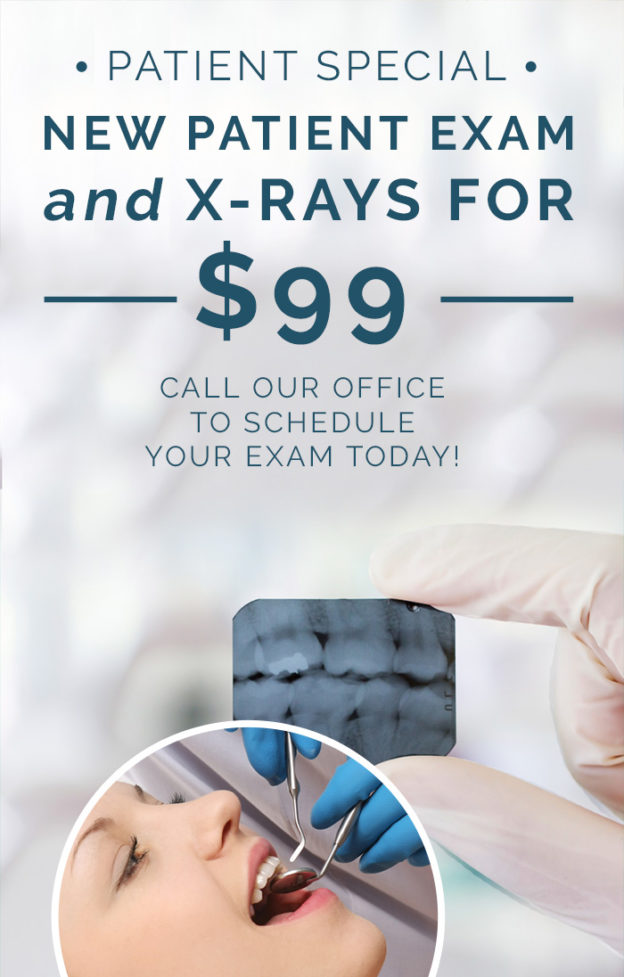 • PATIENT SPECIAL •
NEW PATIENT EXAM
and X-RAYS FOR
$99
CALL OUR OFFICE
TO SCHEDULE
YOUR EXAM TODAY!